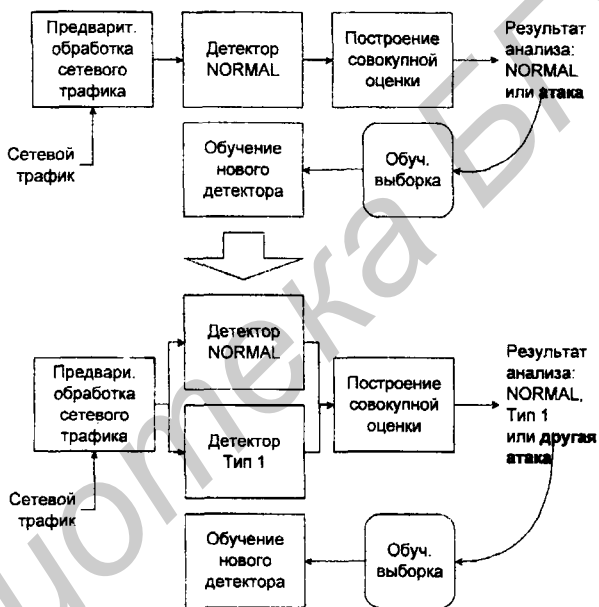 Предварит.
обработка
сетевого
трафика
Детектор
NORMAL
Построение
совокупной
оценки
Результат
анализа:
NORMAL
или атака
Сетевой
трафик
Обучение
нового
детектора
Обуч.
выборка
Детектор
NORMAL
Предвари.
обработка
сетевого
трафика
Детектор
Тип 1
Построение
совокупной
оценки
Результат
анализа:
NORMAL,
Тип 1
или другая
атака
Сетевой
трафик
Обучение
нового
детектора
Обуч.
выборка